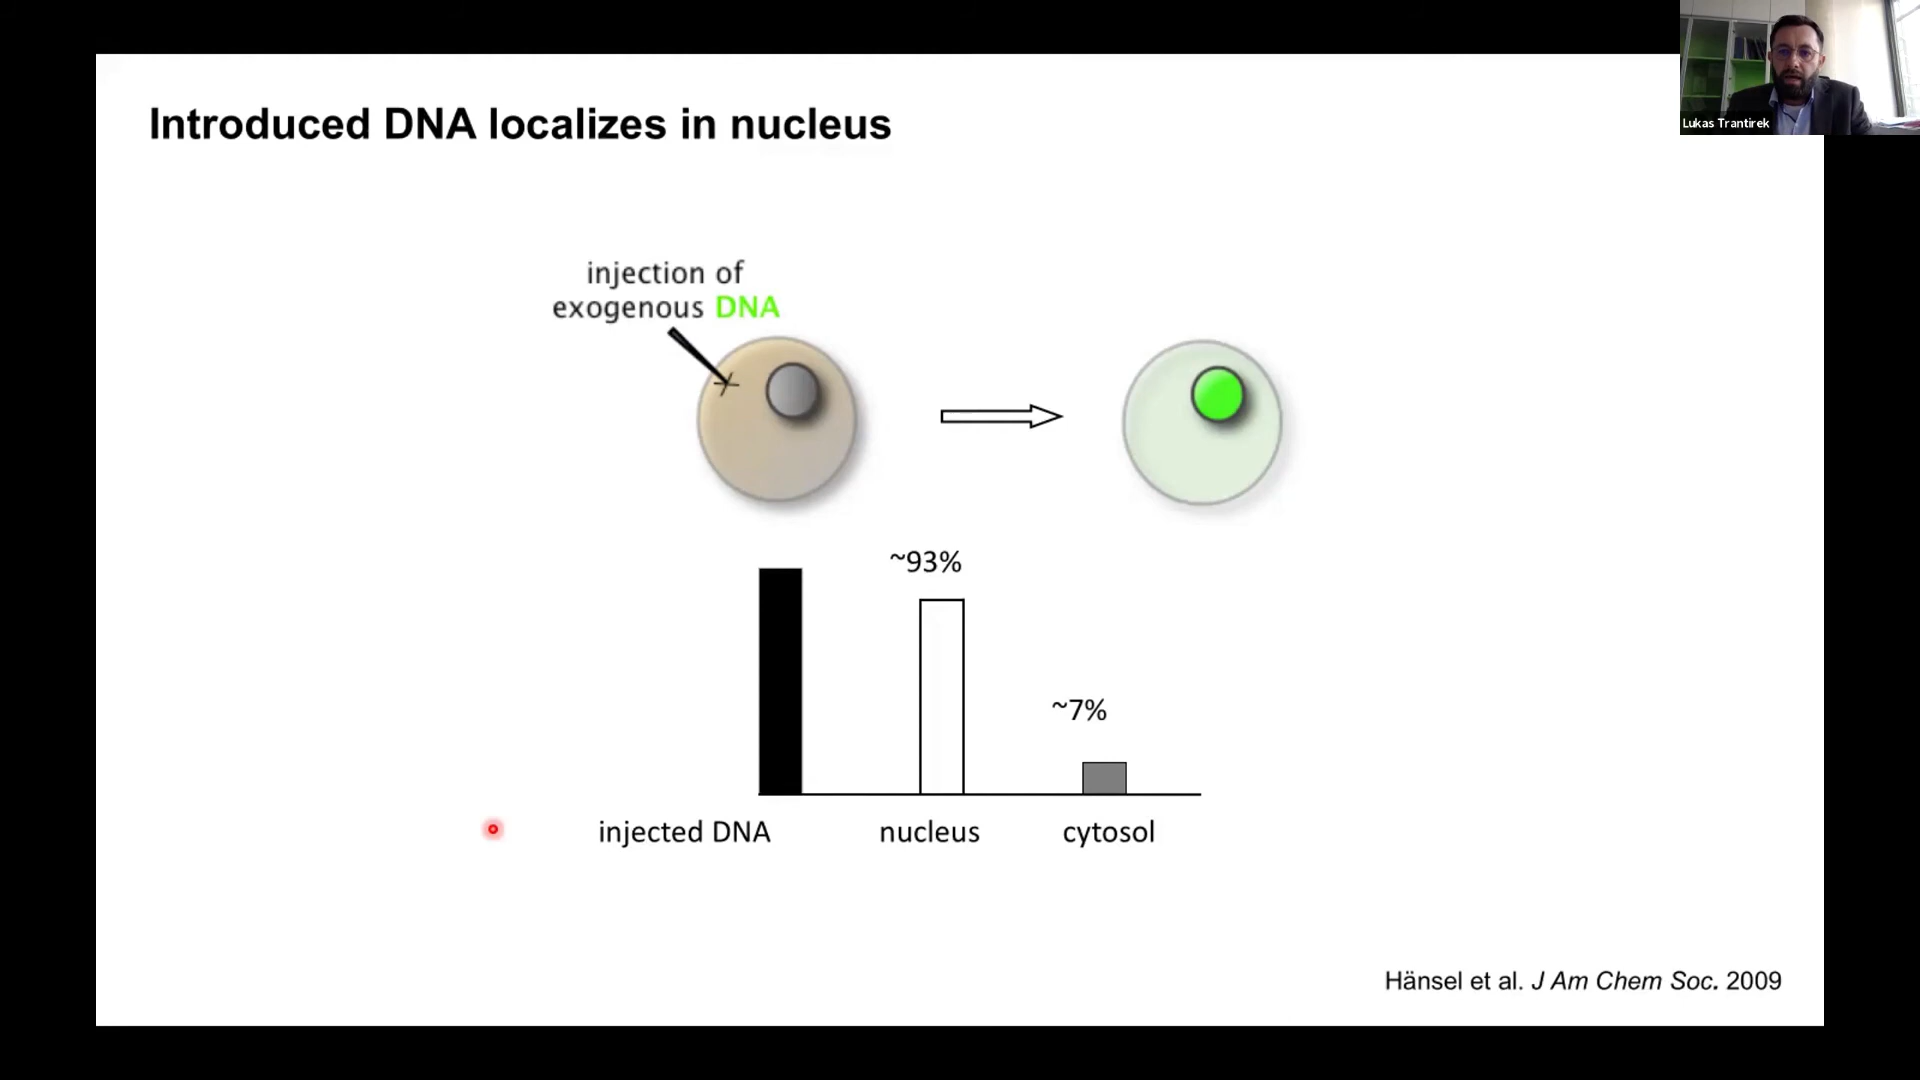 Lukas Trantirek
Introduced DNA localizes in nucleus
injection of
exogenous DNA
~93%
~7%
injected DNA
nucleus
cytosol
Hänsel et al. J Am Chem Soc. 2009